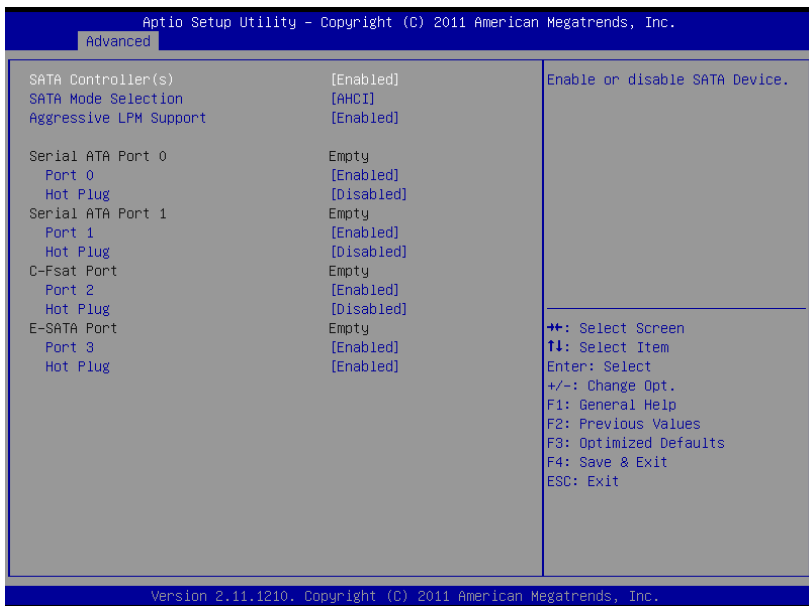 Aptio Setup Utility – Copyright (C) 2011 American Megatrends, Inc.
Advanced
SATA Controller(s) [Enabled]
SATA Mode Selection [AHCI]
Aggressive LPM Support [Enabled]
Serial ATA Port 0 Empty
Port 0 [Enabled]
Hot Plug [Disabled]
Serial ATA Port 1 Empty
Port 1 [Enabled]
Hot Plug [Disabled]
C-Fsat Port Empty
Port 2 [Enabled]
Hot Plug [Disabled]
E-SATA Port Empty
Port 3 [Enabled]
Hot Plug [Enabled]
Enable or disable SATA Device.
→←: Select Screen
↑↓: Select Item
Enter: Select
+/-: Change Opt.
F1: General Help
F2: Previous Values
F3: Optimized Defaults
F4: Save & Exit
ESC: Exit
Version 2.11.1210. Copyright (C) 2011 American Megatrends, Inc.